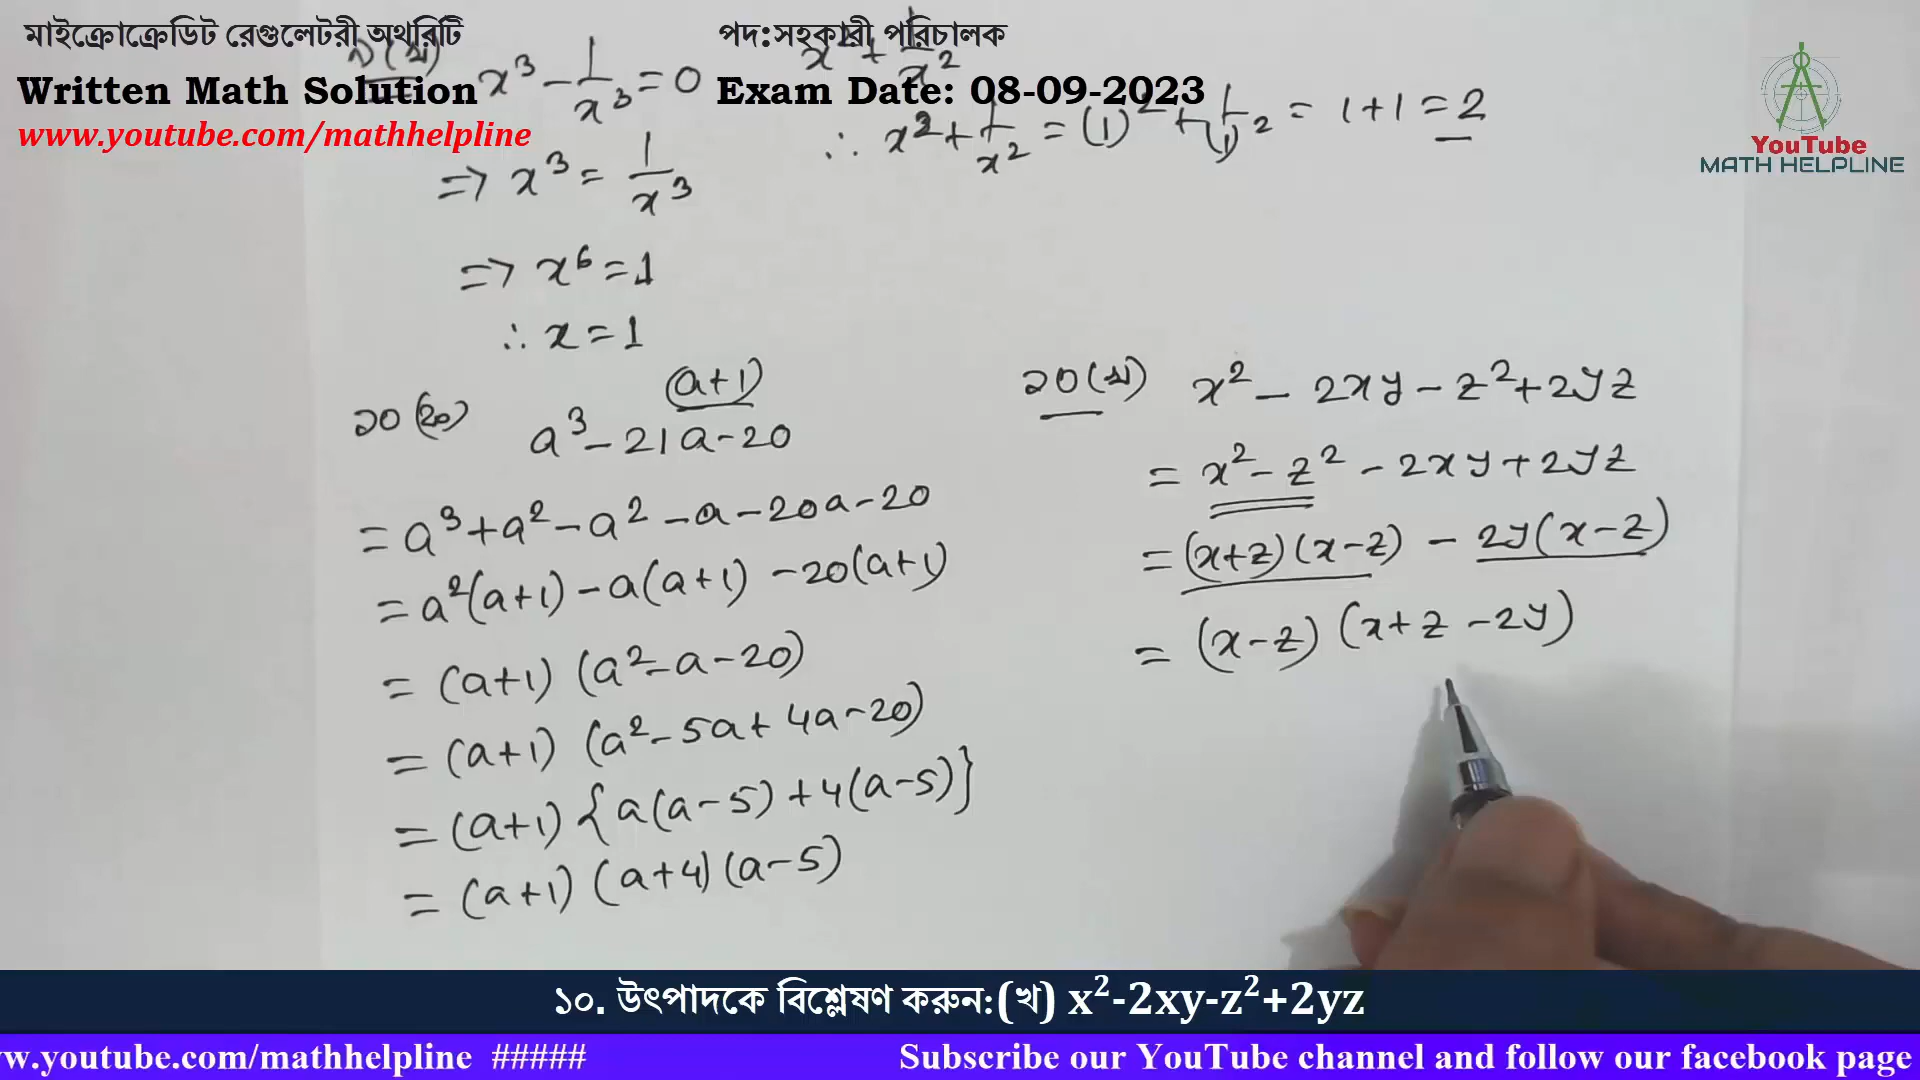 মাইক্রোক্রেডিট রেগুলেটরী অথরিটি
পদ:সহকারী পরিচালক
Written Math Solution
Exam Date: 08-09-2023
www.youtube.com/mathhelpline
YouTube
MATH HELPLINE
৯(খ) x³ - 1/x³ = 0
=> x³ = 1/x³
=> x⁶ = 1
∴ x = 1
x² + 1/x²
∴ x² + 1/x² = (1)² + 1/(1)² = 1+1 = 2
(a+1)
১০(ক) a³ - 21a - 20
= a³ + a² - a² - a - 20a - 20
= a²(a+1) - a(a+1) - 20(a+1)
= (a+1) (a² - a - 20)
= (a+1) (a² - 5a + 4a - 20)
= (a+1) {a(a-5) + 4(a-5)}
= (a+1) (a+4) (a-5)
১০(খ) x² - 2xy - z² + 2yz
= x² - z² - 2xy + 2yz
= (x+z) (x-z) - 2y(x-z)
= (x-z) (x+z-2y)
১০. উৎপাদকে বিশ্লেষণ করুন:(খ) x²-2xy-z²+2yz
w.youtube.com/mathhelpline ##### Subscribe our YouTube channel and follow our facebook page